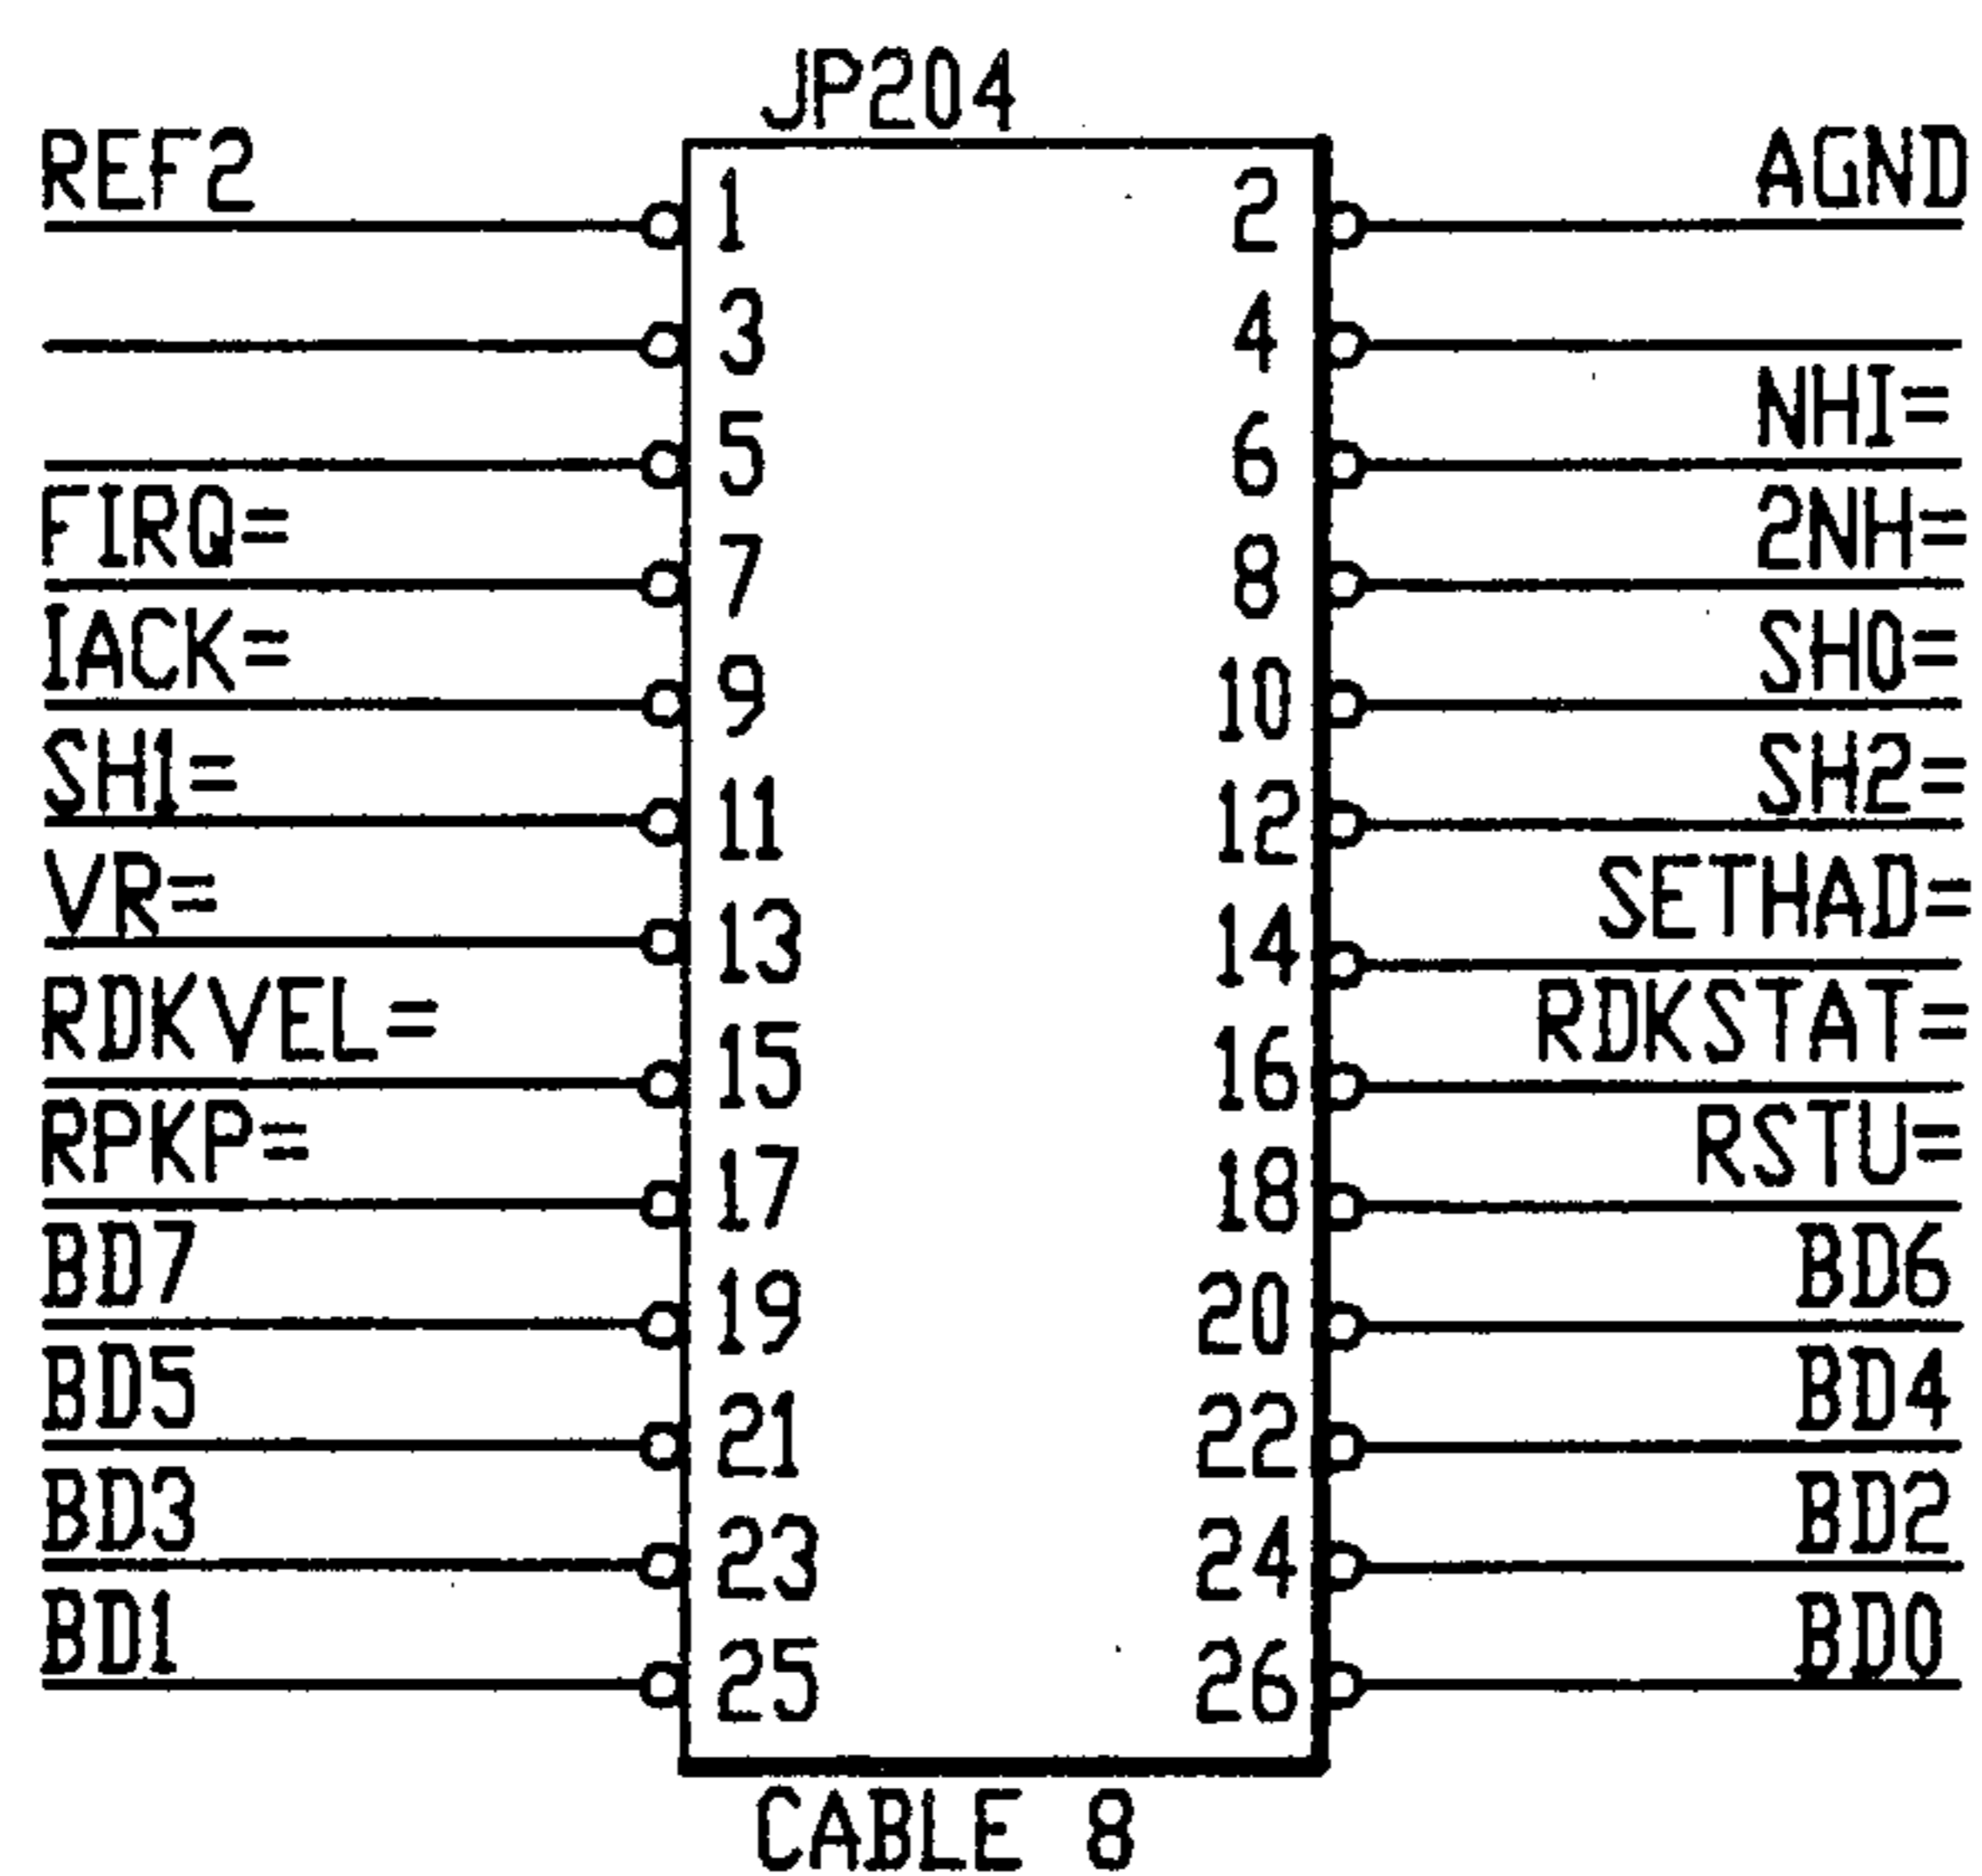 JP204
REF2 1 2 AGND
3 4
5 6 NHI=
FIRQ= 7 8 2NH=
IACK= 9 10 SH0=
SH1= 11 12 SH2=
VR= 13 14 SETHAD=
RDKVEL= 15 16 RDKSTAT=
RPKP= 17 18 RSTU=
BD7 19 20 BD6
BD5 21 22 BD4
BD3 23 24 BD2
BD1 25 26 BD0
CABLE 8